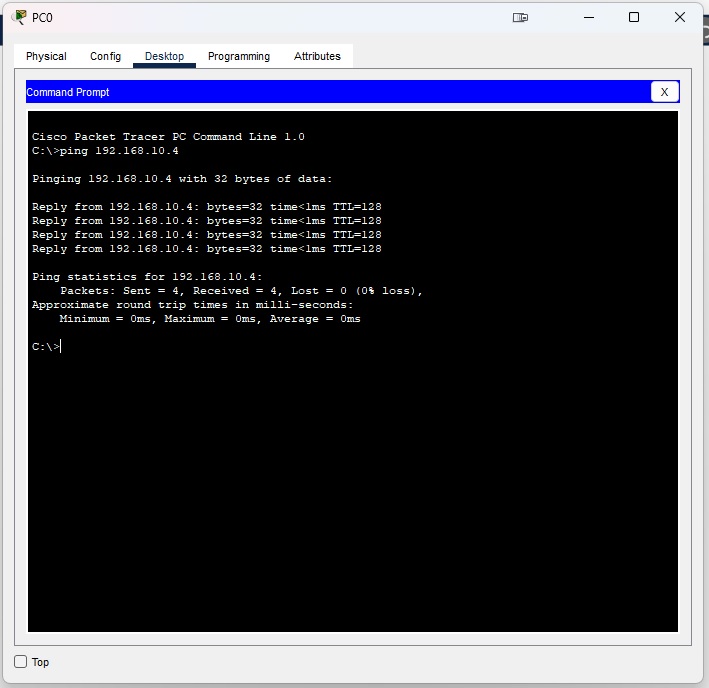 PC0
Physical Config Desktop Programming Attributes
Command Prompt X
Cisco Packet Tracer PC Command Line 1.0
C:\>ping 192.168.10.4
Pinging 192.168.10.4 with 32 bytes of data:
Reply from 192.168.10.4: bytes=32 time<1ms TTL=128
Reply from 192.168.10.4: bytes=32 time<1ms TTL=128
Reply from 192.168.10.4: bytes=32 time<1ms TTL=128
Reply from 192.168.10.4: bytes=32 time<1ms TTL=128
Ping statistics for 192.168.10.4:
Packets: Sent = 4, Received = 4, Lost = 0 (0% loss),
Approximate round trip times in milli-seconds:
Minimum = 0ms, Maximum = 0ms, Average = 0ms
C:\>
Top